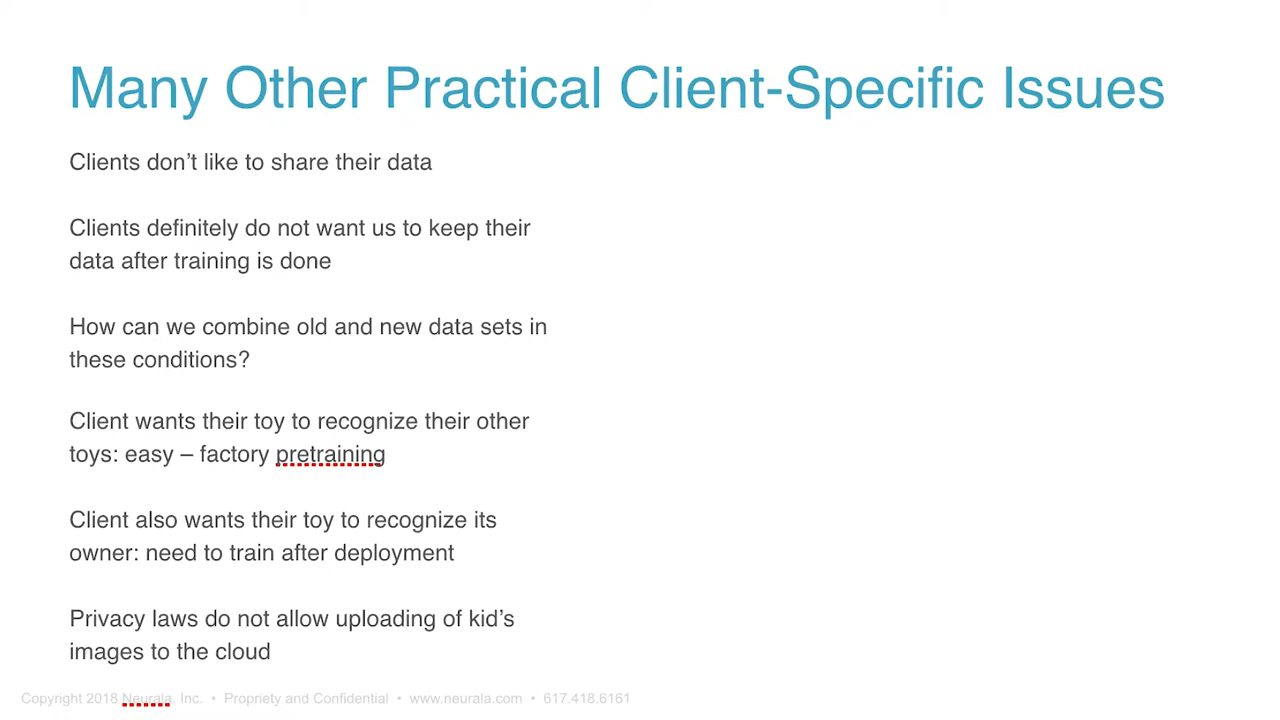 Many Other Practical Client-Specific Issues
Clients don’t like to share their data
Clients definitely do not want us to keep their
data after training is done
How can we combine old and new data sets in
these conditions?
Client wants their toy to recognize their other
toys: easy – factory pretraining
Client also wants their toy to recognize its
owner: need to train after deployment
Privacy laws do not allow uploading of kid’s
images to the cloud
Copyright 2018 Neurala, Inc. • Propriety and Confidential • www.neurala.com • 617.418.6161